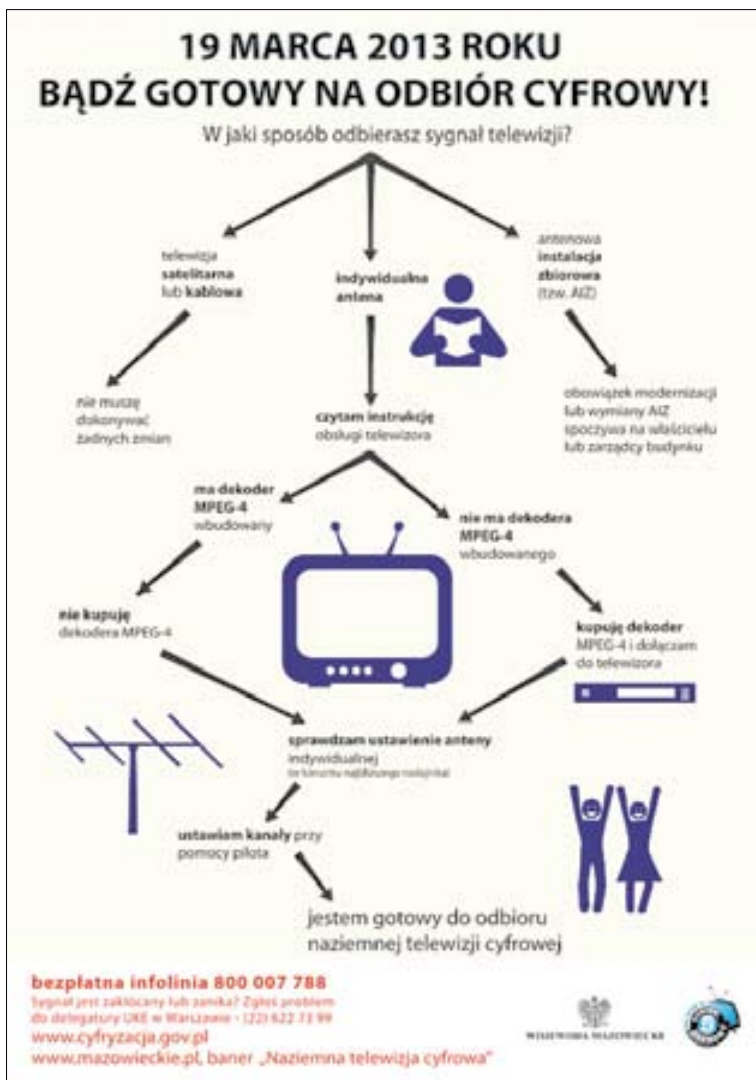 19 MARCA 2013 ROKU
BĄDŹ GOTOWY NA ODBIÓR CYFROWY!
W jaki sposób odbierasz sygnał telewizji?
telewizja
satelitarna
lub kablowa
indywidualna
antena
antenowa
instalacja
zbiorowa
(tzw. AIZ)
nie muszę
dokonywać
żadnych zmian
czytam instrukcję
obsługi telewizora
obowiązek modernizacji
lub wymiany AIZ
spoczywa na właścicielu
lub zarządcy budynku
ma dekoder
MPEG-4
wbudowany
nie ma dekodera
MPEG-4
wbudowanego
nie kupuję
dekodera MPEG-4
kupuję dekoder
MPEG-4 i dołączam
do telewizora
sprawdzam ustawienie anteny
indywidualnej
(w kierunku najbliższego nadajnika)
ustawiam kanały przy
pomocy pilota
jestem gotowy do odbioru
naziemnej telewizji cyfrowej
bezpłatna infolinia 800 007 788
Sygnał jest zakłócany lub zanika? Zgłoś problem
do delegatury UKE w Warszawie - (22) 622 73 99
www.cyfryzacja.gov.pl
www.mazowieckie.pl, baner „Naziemna telewizja cyfrowa"
WOJEWODA MAZOWIECKI